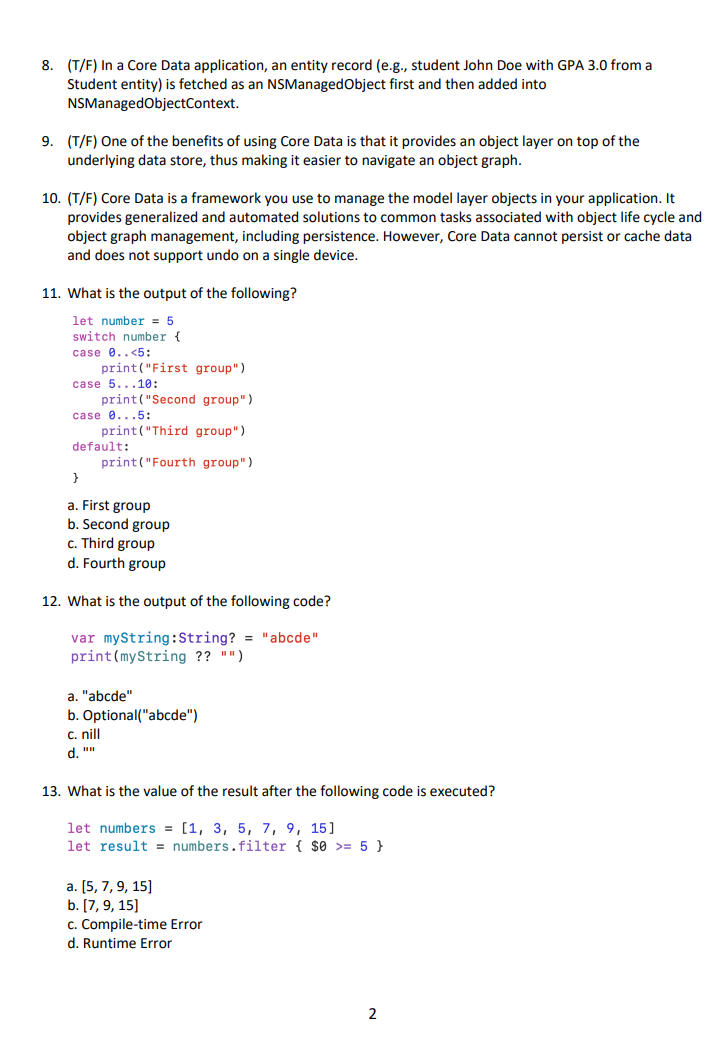 8. (T/F) In a Core Data application, an entity record (e.g., student John Doe with GPA 3.0 from a
Student entity) is fetched as an NSManagedObject first and then added into
NSManagedObjectContext.
9. (T/F) One of the benefits of using Core Data is that it provides an object layer on top of the
underlying data store, thus making it easier to navigate an object graph.
10. (T/F) Core Data is a framework you use to manage the model layer objects in your application. It
provides generalized and automated solutions to common tasks associated with object life cycle and
object graph management, including persistence. However, Core Data cannot persist or cache data
and does not support undo on a single device.
11. What is the output of the following?
let number = 5
switch number {
case 0..<5:
    print("First group")
case 5...10:
    print("Second group")
case 0...5:
    print("Third group")
default:
    print("Fourth group")
}
a. First group
b. Second group
c. Third group
d. Fourth group
12. What is the output of the following code?
var myString:String? = "abcde"
print(myString ?? "")
a. "abcde"
b. Optional("abcde")
c. nill
d. ""
13. What is the value of the result after the following code is executed?
let numbers = [1, 3, 5, 7, 9, 15]
let result = numbers.filter { $0 >= 5 }
a. [5, 7, 9, 15]
b. [7, 9, 15]
c. Compile-time Error
d. Runtime Error
2